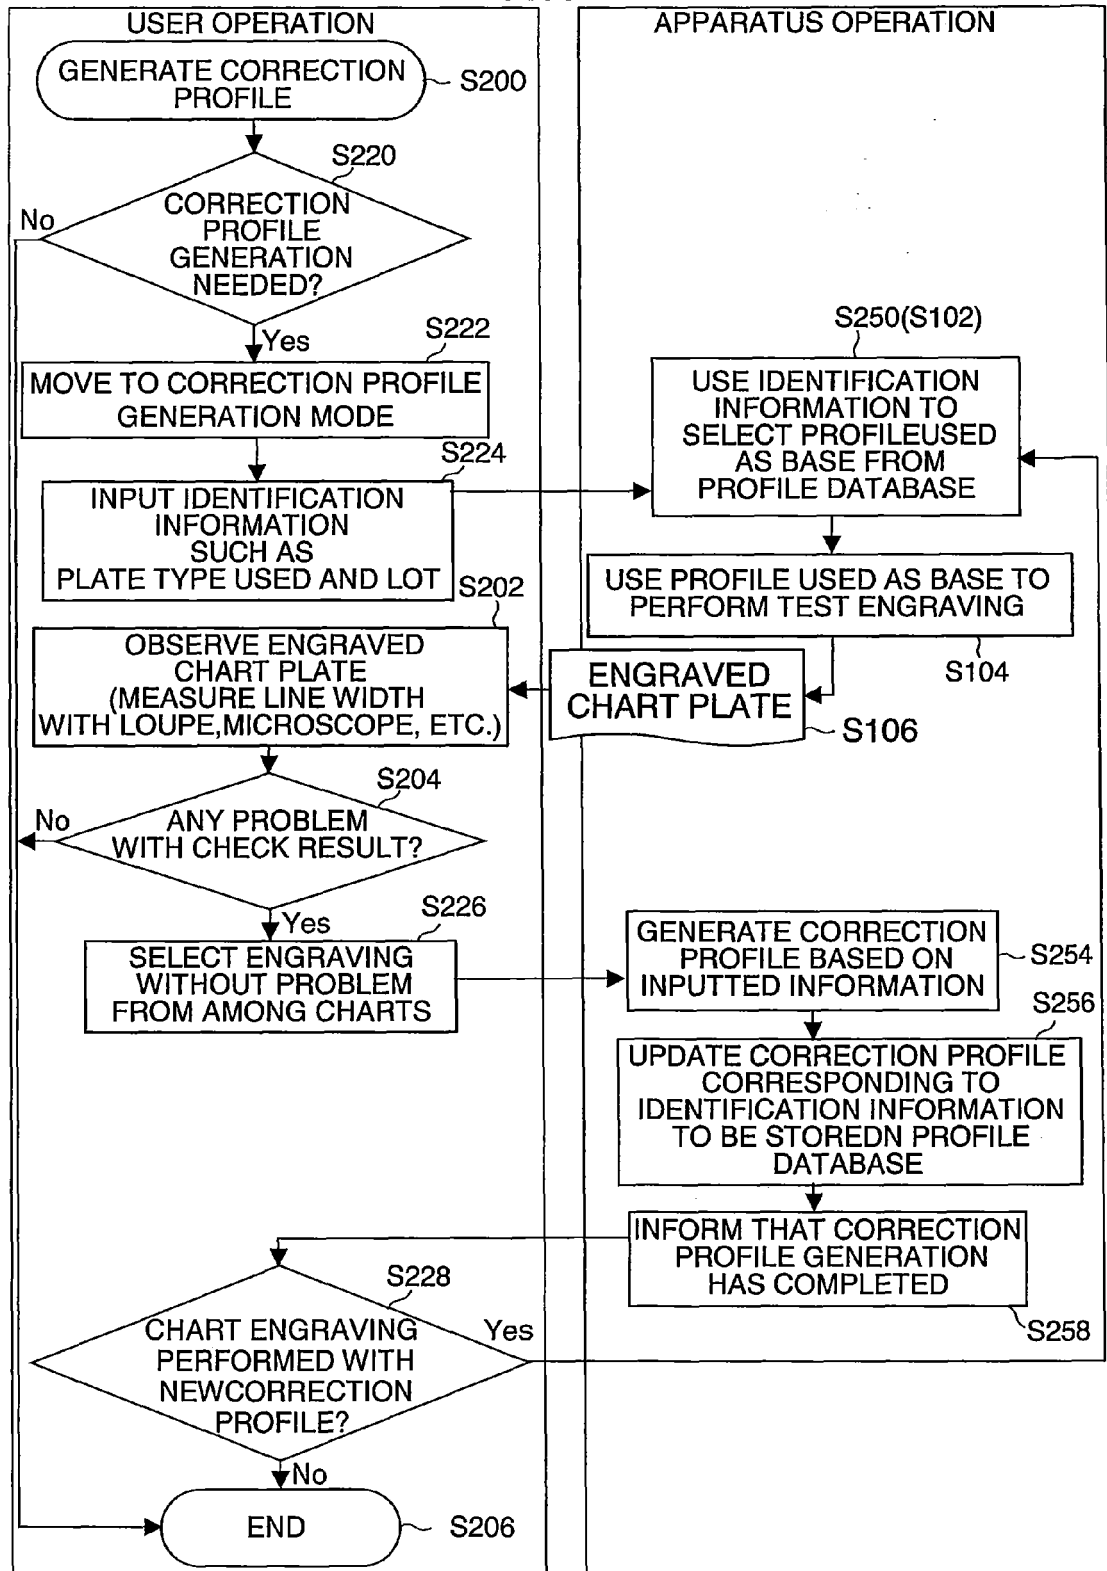 USER OPERATION
GENERATE CORRECTION
PROFILE
S200
S220
CORRECTION
PROFILE
GENERATION
NEEDED?
No
Yes
S222
MOVE TO CORRECTION PROFILE
GENERATION MODE
S224
INPUT IDENTIFICATION
INFORMATION
SUCH AS
PLATE TYPE USED AND LOT
S202
OBSERVE ENGRAVED
CHART PLATE
(MEASURE LINE WIDTH
WITH LOUPE,MICROSCOPE, ETC.)
S204
ANY PROBLEM
WITH CHECK RESULT?
No
Yes
S226
SELECT ENGRAVING
WITHOUT PROBLEM
FROM AMONG CHARTS
S228
CHART ENGRAVING
PERFORMED WITH
NEWCORRECTION
PROFILE?
Yes
No
END
S206
APPARATUS OPERATION
S250(S102)
USE IDENTIFICATION
INFORMATION TO
SELECT PROFILEUSED
AS BASE FROM
PROFILE DATABASE
USE PROFILE USED AS BASE TO
PERFORM TEST ENGRAVING
S104
ENGRAVED
CHART PLATE
S106
GENERATE CORRECTION
PROFILE BASED ON
INPUTTED INFORMATION
S254
S256
UPDATE CORRECTION PROFILE
CORRESPONDING TO
IDENTIFICATION INFORMATION
TO BE STOREDN PROFILE
DATABASE
INFORM THAT CORRECTION
PROFILE GENERATION
HAS COMPLETED
S258